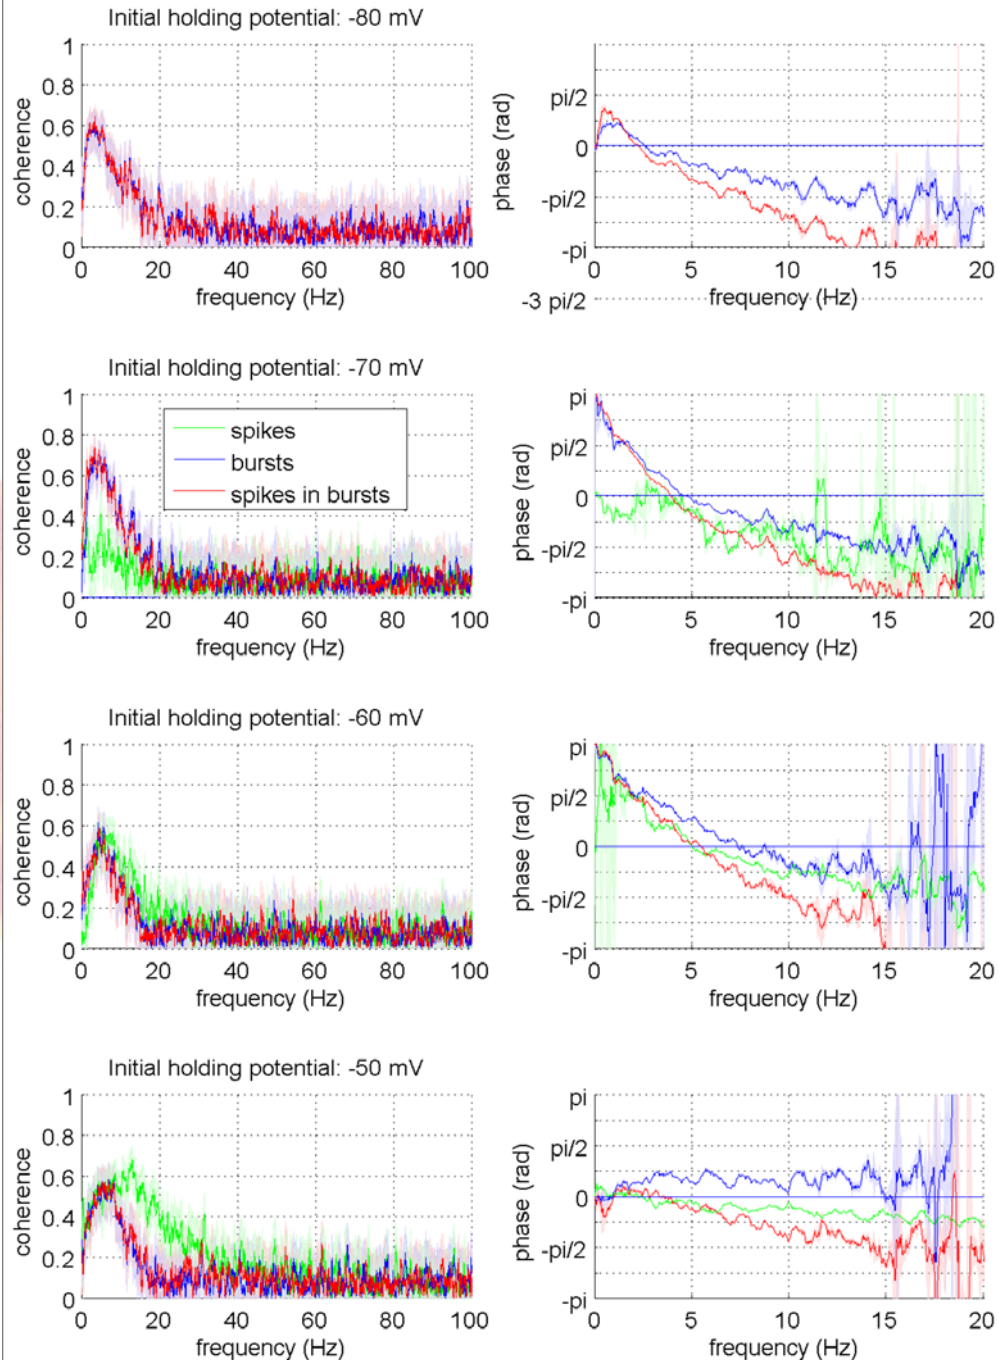 Initial holding potential: -80 mV
1
0.8
0.6
0.4
0.2
0
coherence
0 20 40 60 80 100
frequency (Hz)
pi/2
0
-pi/2
-pi
-3 pi/2
phase (rad)
0 5 10 15 20
frequency (Hz)
Initial holding potential: -70 mV
1
0.8
0.6
0.4
0.2
0
coherence
spikes
bursts
spikes in bursts
0 20 40 60 80 100
frequency (Hz)
pi
pi/2
0
-pi/2
-pi
phase (rad)
0 5 10 15 20
frequency (Hz)
Initial holding potential: -60 mV
1
0.8
0.6
0.4
0.2
0
coherence
0 20 40 60 80 100
frequency (Hz)
pi
pi/2
0
-pi/2
-pi
phase (rad)
0 5 10 15 20
frequency (Hz)
Initial holding potential: -50 mV
1
0.8
0.6
0.4
0.2
0
coherence
0 20 40 60 80 100
frequency (Hz)
pi
pi/2
0
-pi/2
-pi
phase (rad)
0 5 10 15 20
frequency (Hz)